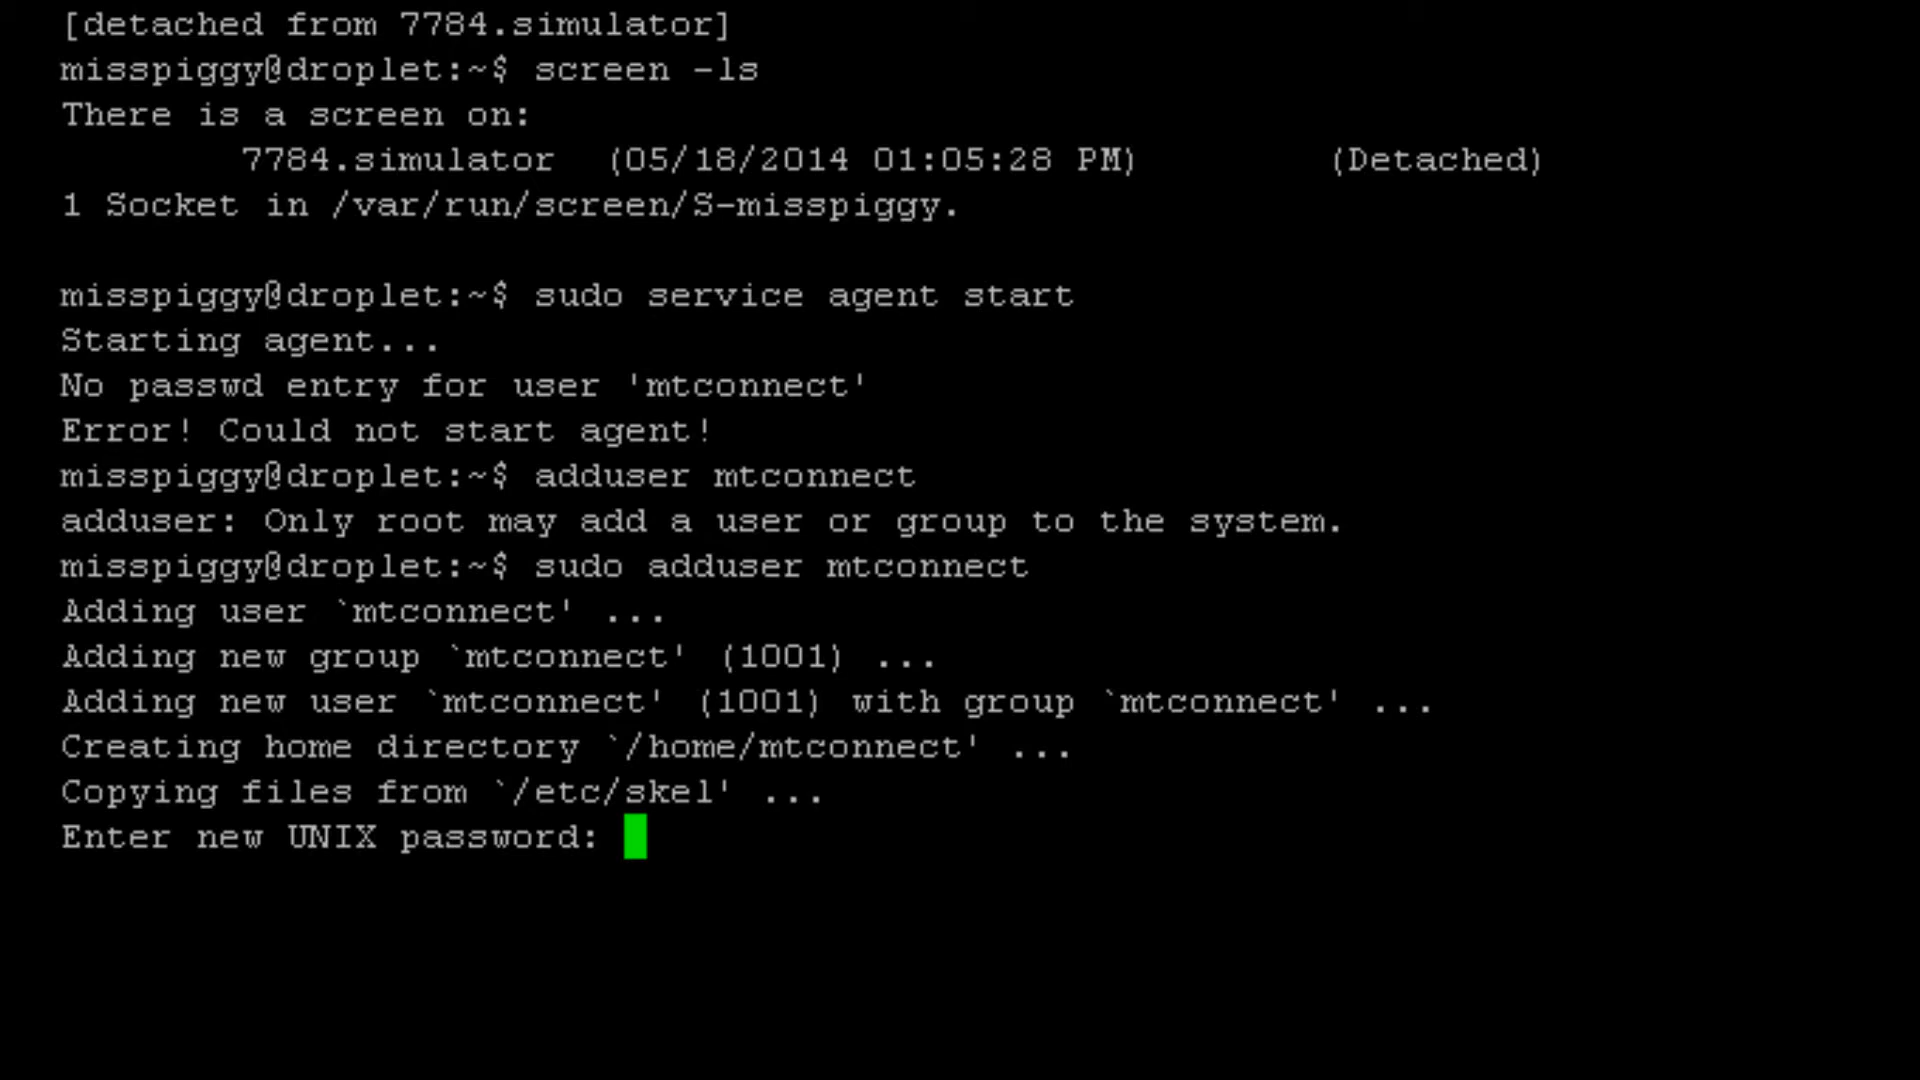 [detached from 7784.simulator]
misspiggy@droplet:~$ screen -ls
There is a screen on:
        7784.simulator  (05/18/2014 01:05:28 PM)        (Detached)
1 Socket in /var/run/screen/S-misspiggy.

misspiggy@droplet:~$ sudo service agent start
Starting agent...
No passwd entry for user 'mtconnect'
Error! Could not start agent!
misspiggy@droplet:~$ adduser mtconnect
adduser: Only root may add a user or group to the system.
misspiggy@droplet:~$ sudo adduser mtconnect
Adding user `mtconnect' ...
Adding new group `mtconnect' (1001) ...
Adding new user `mtconnect' (1001) with group `mtconnect' ...
Creating home directory `/home/mtconnect' ...
Copying files from `/etc/skel' ...
Enter new UNIX password: